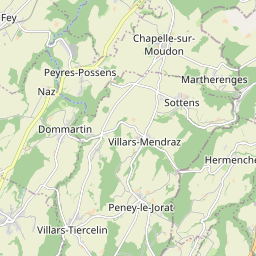 Fey
Chapelle-sur-
Moudon
Peyres-Possens
Martherenges
Naz
Sottens
Dommartin
Villars-Mendraz
Hermenche
Peney-le-Jorat
Villars-Tiercelin